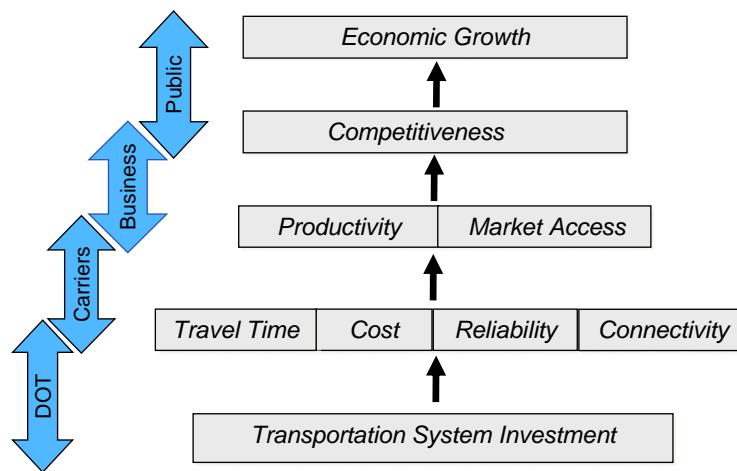 Economic Growth
Public
Competitiveness
Business
Productivity
Market Access
Carriers
Travel Time
Cost
Reliability
Connectivity
DOT
Transportation System Investment